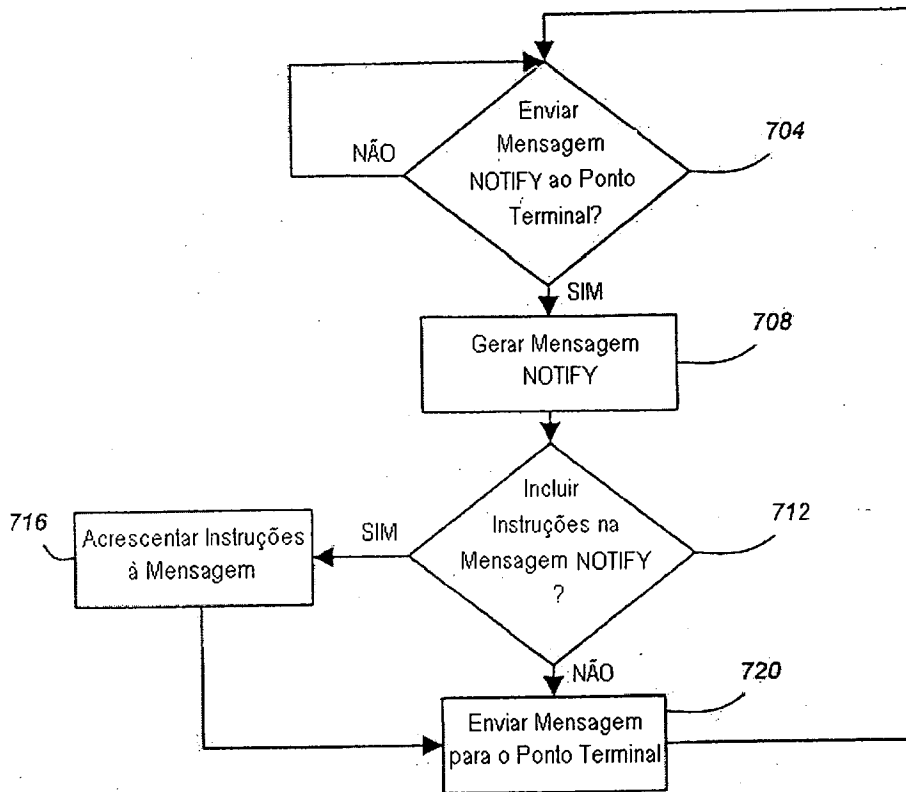 Enviar
Mensagem
NOTIFY ao Ponto
Terminal?
704
NÃO
SIM
Gerar Mensagem
NOTIFY
708
Incluir
Instruções na
Mensagem NOTIFY
?
712
SIM
716
Acrescentar Instruções
à Mensagem
NÃO
720
Enviar Mensagem
para o Ponto Terminal